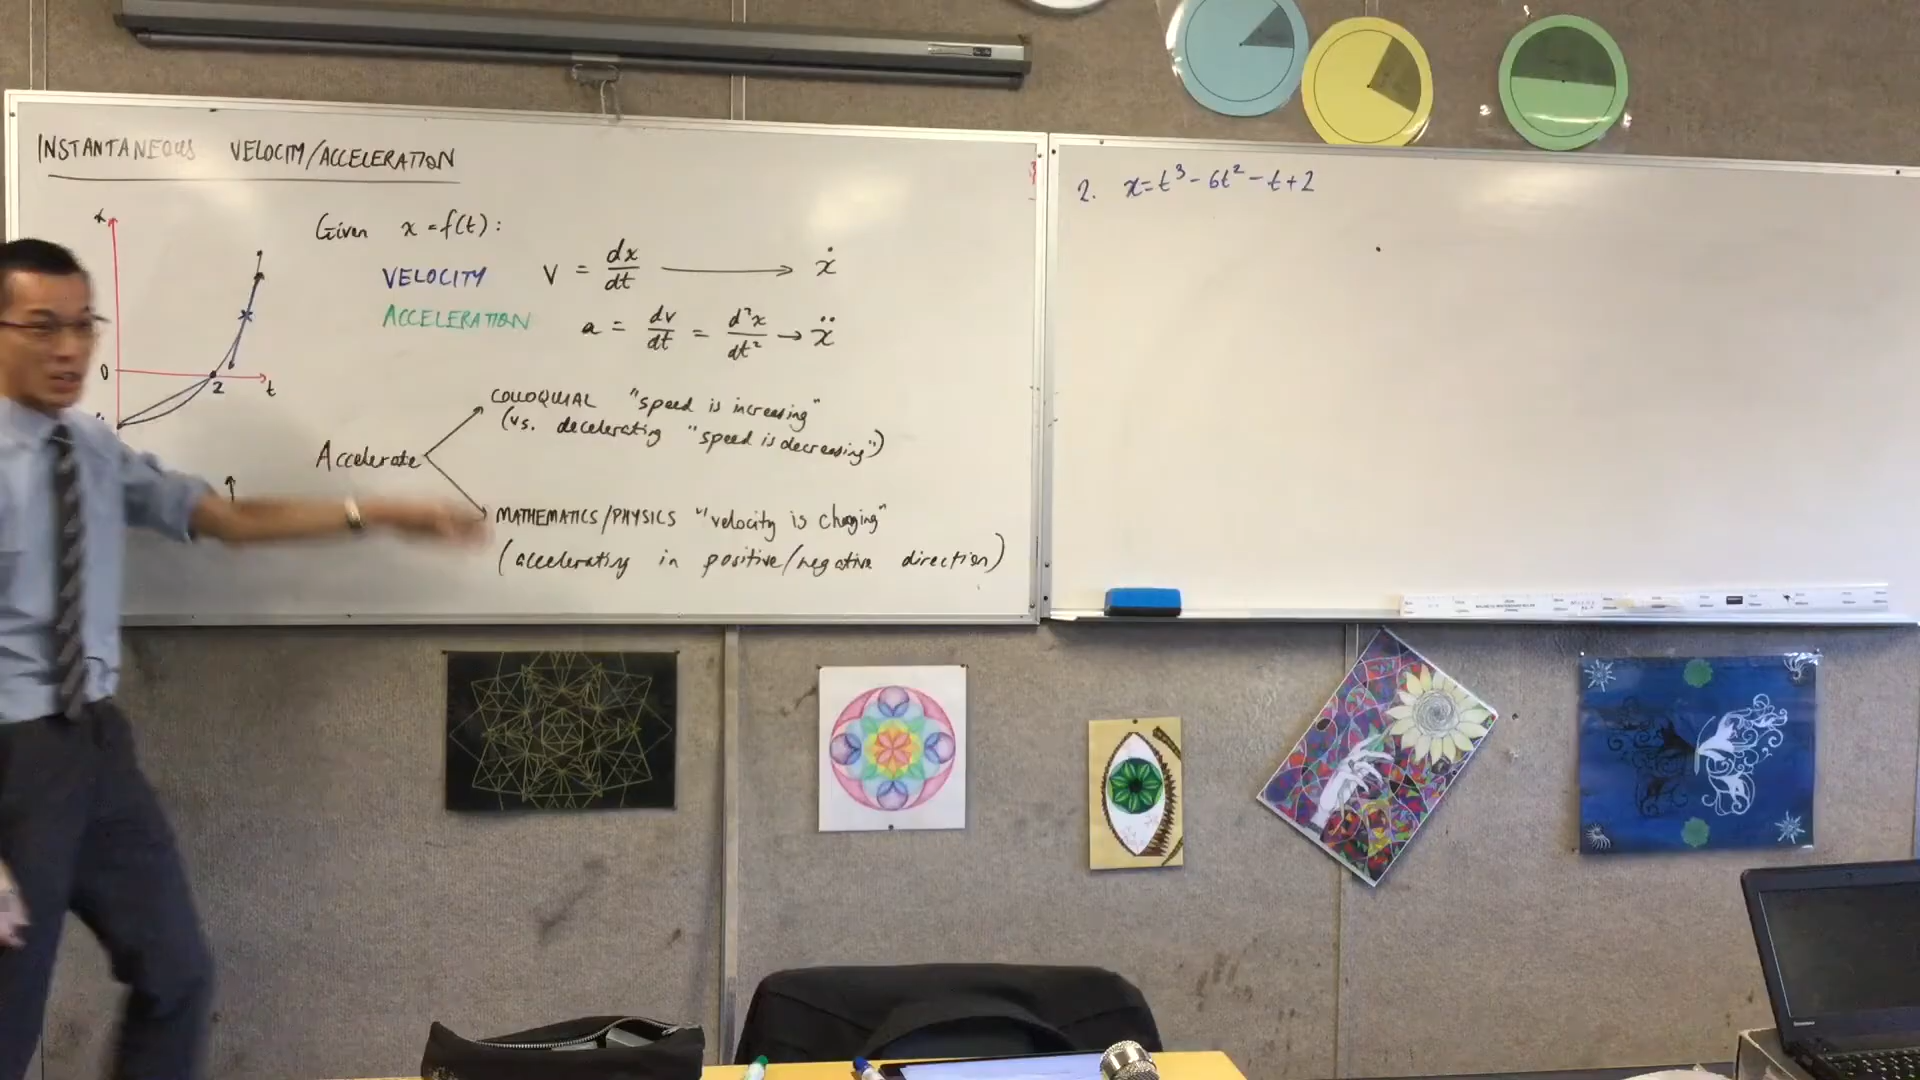 INSTANTANEOUS VELOCITY/ACCELERATION
x
0
2
t
Given x = f(t):
VELOCITY v = dx/dt → ẋ
ACCELERATION a = dv/dt = d²x/dt² → ẍ
Accelerate
COLLOQUIAL "speed is increasing"
(vs. decelerating "speed is decreasing")
MATHEMATICS/PHYSICS "velocity is changing"
(accelerating in positive/negative direction)
2. x = t³ - 6t² - t + 2